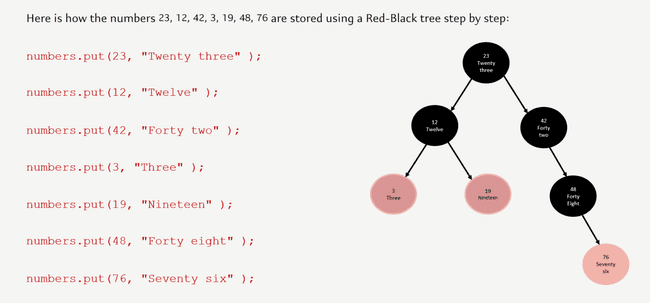 Here is how the numbers 23, 12, 42, 3, 19, 48, 76 are stored using a Red-Black tree step by step:
numbers.put(23, "Twenty three" );
numbers.put(12, "Twelve" );
numbers.put(42, "Forty two" );
numbers.put(3, "Three" );
numbers.put(19, "Nineteen" );
numbers.put(48, "Forty eight" );
numbers.put(76, "Seventy six" );
23
Twenty
three
12
Twelve
42
Forty
two
3
Three
19
Nineteen
48
Forty
Eight
76
Seventy
six